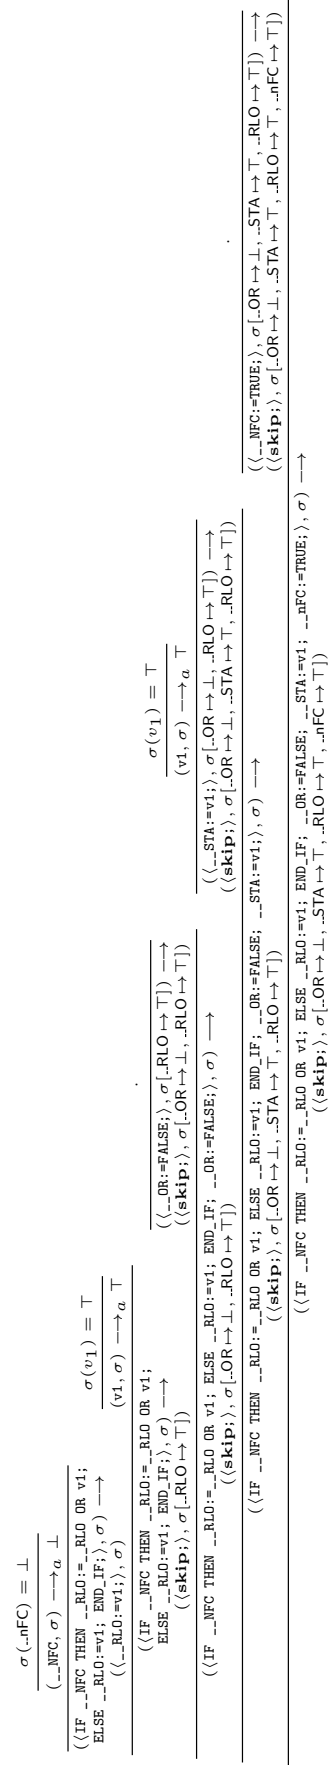 σ(_nFC) = ⊥
(__NFC, σ) ⟶a ⊥
(⟨IF __NFC THEN __RLO:=__RLO OR v1;
ELSE __RLO:=v1; END_IF;⟩, σ) ⟶
(⟨__RLO:=v1;⟩, σ)
σ(v1) = ⊤
(v1, σ) ⟶a ⊤
(⟨IF __NFC THEN __RLO:=__RLO OR v1;
ELSE __RLO:=v1; END_IF;⟩, σ) ⟶
(⟨skip;⟩, σ[_RLO ↦ ⊤])
.
(⟨__OR:=FALSE;⟩, σ[_RLO ↦ ⊤]) ⟶
(⟨skip;⟩, σ[_OR ↦ ⊥, _RLO ↦ ⊤])
(⟨IF __NFC THEN __RLO:=__RLO OR v1; ELSE __RLO:=v1; END_IF; __OR:=FALSE;⟩, σ) ⟶
(⟨skip;⟩, σ[_OR ↦ ⊥, _RLO ↦ ⊤])
σ(v1) = ⊤
(v1, σ) ⟶a ⊤
(⟨__STA:=v1;⟩, σ[_OR ↦ ⊥, _RLO ↦ ⊤]) ⟶
(⟨skip;⟩, σ[_OR ↦ ⊥, _STA ↦ ⊤, _RLO ↦ ⊤])
(⟨IF __NFC THEN __RLO:=__RLO OR v1; ELSE __RLO:=v1; END_IF; __OR:=FALSE; __STA:=v1;⟩, σ) ⟶
(⟨skip;⟩, σ[_OR ↦ ⊥, _STA ↦ ⊤, _RLO ↦ ⊤])
.
(⟨__NFC:=TRUE;⟩, σ[_OR ↦ ⊥, _STA ↦ ⊤, _RLO ↦ ⊤]) ⟶
(⟨skip;⟩, σ[_OR ↦ ⊥, _STA ↦ ⊤, _RLO ↦ ⊤, _nFC ↦ ⊤])
(⟨IF __NFC THEN __RLO:=__RLO OR v1; ELSE __RLO:=v1; END_IF; __OR:=FALSE; __STA:=v1; __nFC:=TRUE;⟩, σ) ⟶
(⟨skip;⟩, σ[_OR ↦ ⊥, _STA ↦ ⊤, _RLO ↦ ⊤, _nFC ↦ ⊤])